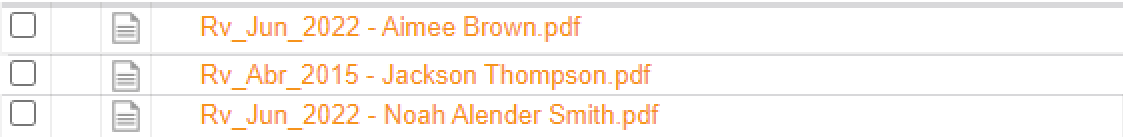 Rv_Jun_2022 - Aimee Brown.pdf
Rv_Abr_2015 - Jackson Thompson.pdf
Rv_Jun_2022 - Noah Alender Smith.pdf